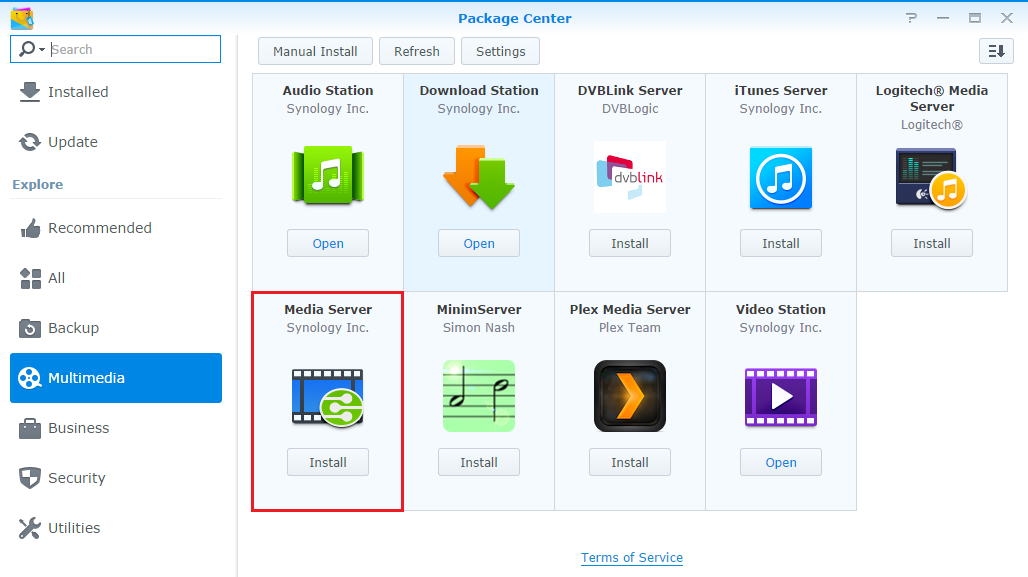 Package Center
Search
Manual Install
Refresh
Settings
Installed
Update
Explore
Recommended
All
Backup
Multimedia
Business
Security
Utilities
Audio Station
Synology Inc.
Open
Download Station
Synology Inc.
Open
DVBLink Server
DVBLogic
dvblink
Install
iTunes Server
Synology Inc.
Install
Logitech® Media
Server
Logitech®
Install
Media Server
Synology Inc.
Install
MinimServer
Simon Nash
Install
Plex Media Server
Plex Team
Install
Video Station
Synology Inc.
Open
Terms of Service